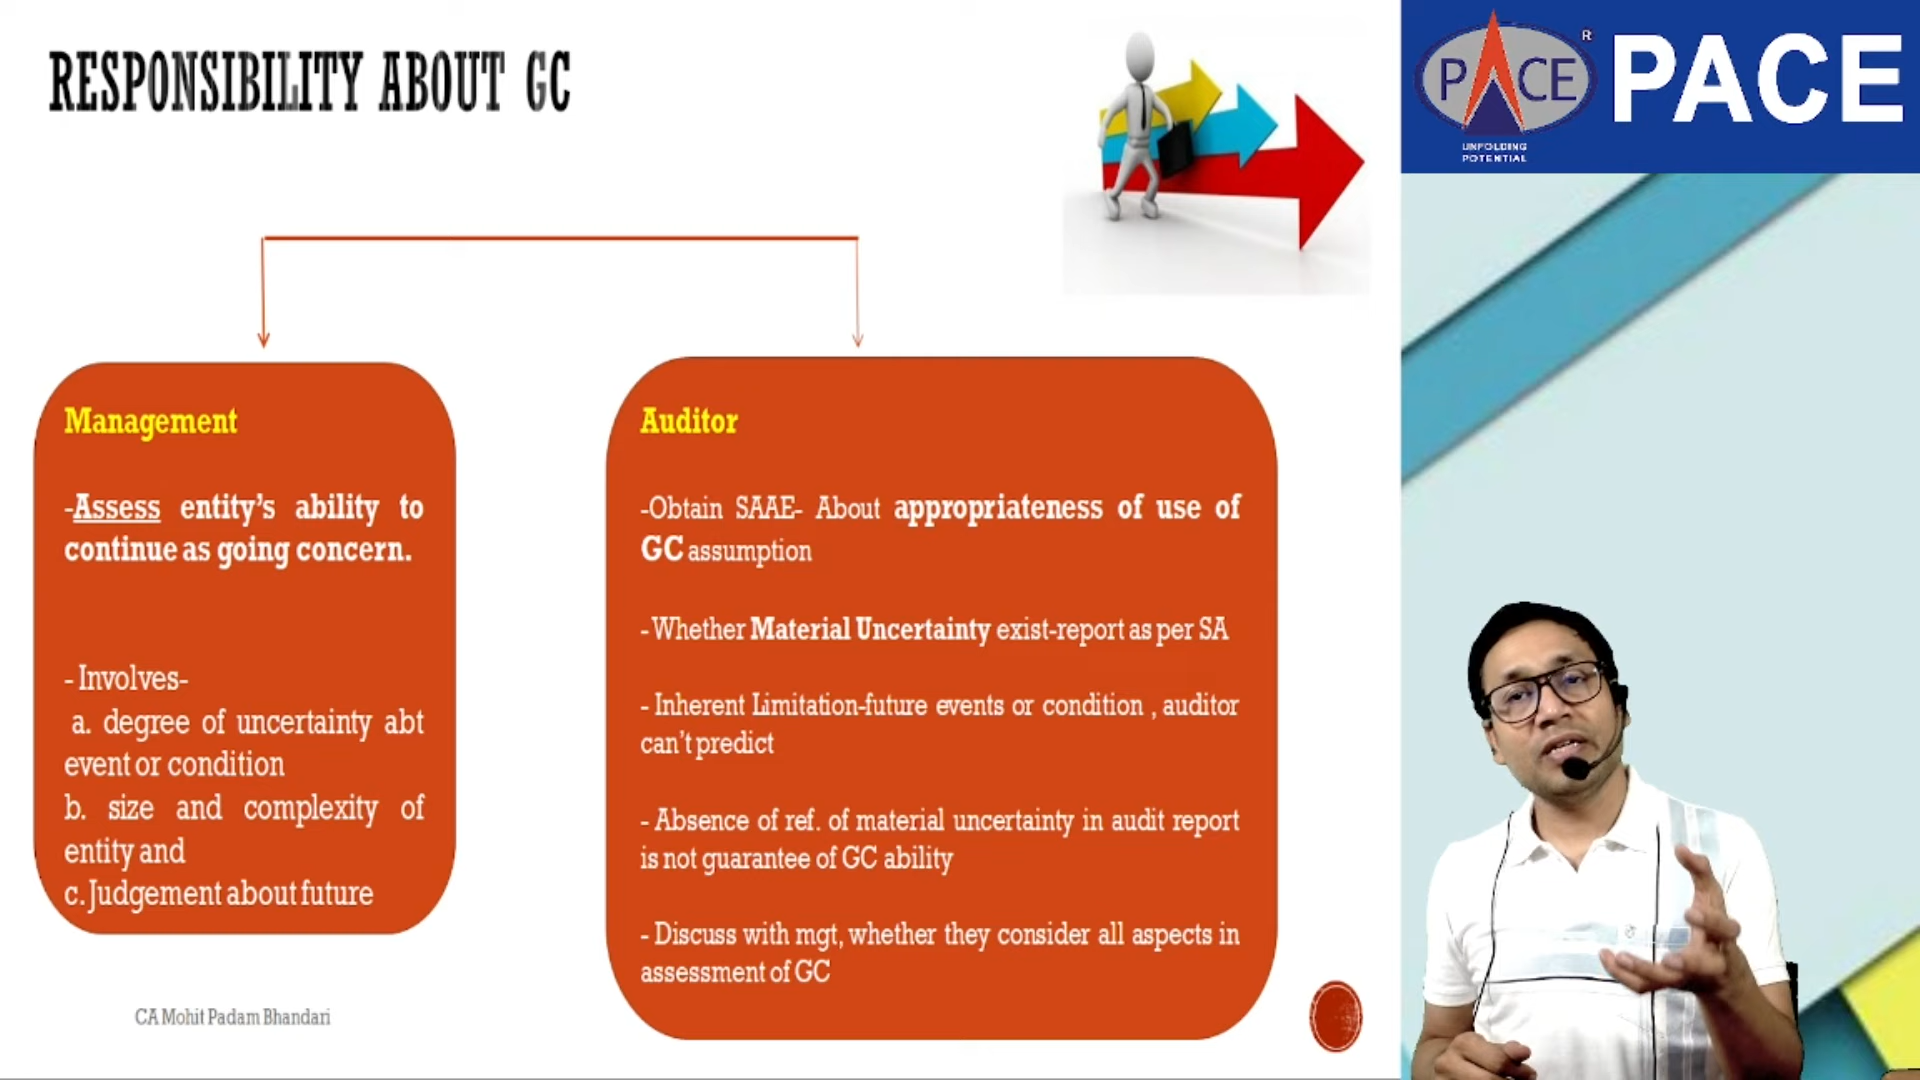 RESPONSIBILITY ABOUT GC
PACE
R
PACE
UNFOLDING
POTENTIAL
Management
-Assess entity's ability to
continue as going concern.
- Involves-
a. degree of uncertainty abt
event or condition
b. size and complexity of
entity and
c. Judgement about future
Auditor
-Obtain SAAE- About appropriateness of use of
GC assumption
- Whether Material Uncertainty exist-report as per SA
- Inherent Limitation-future events or condition , auditor
can't predict
- Absence of ref. of material uncertainty in audit report
is not guarantee of GC ability
- Discuss with mgt, whether they consider all aspects in
assessment of GC
CA Mohit Padam Bhandari